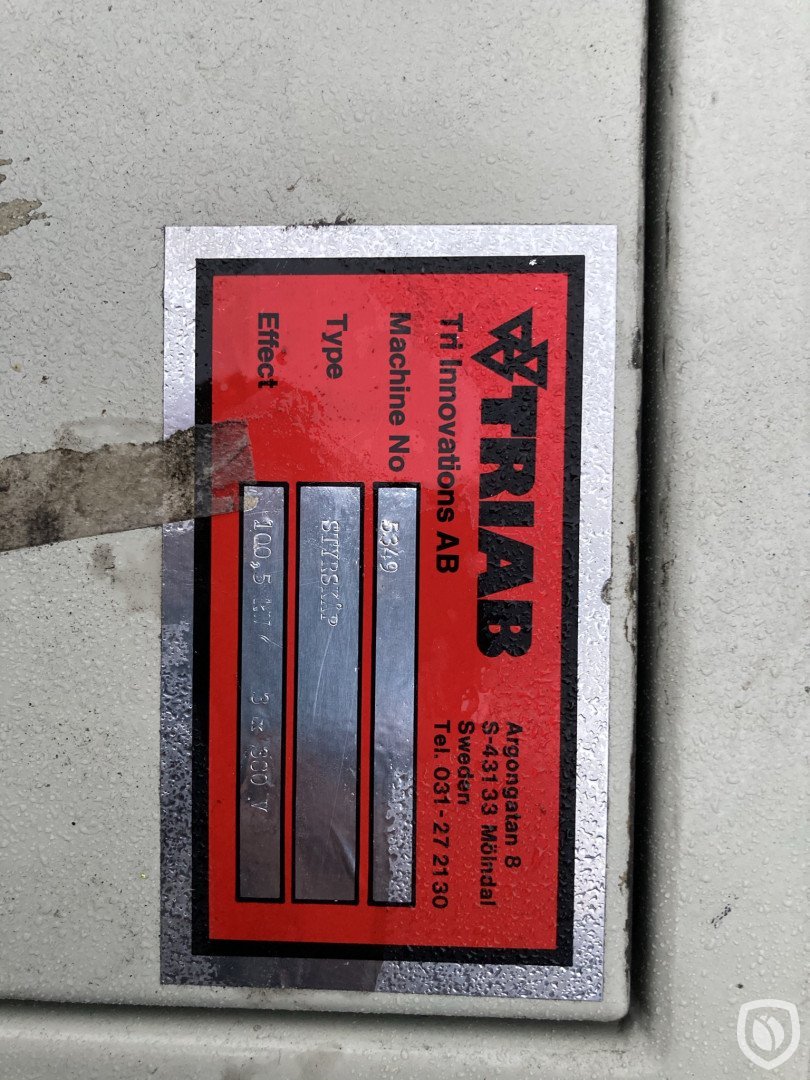 TRIAB
Tri Innovations AB
Argongatan 8
S-431 33 Mölndal
Sweden
Tel. 031-27 21 30
Machine No 5349
Type STYRSKÅP
Effect 100,5 kW / 3 x 380 V